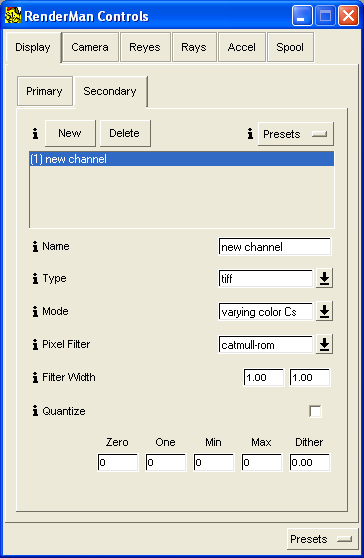 RenderMan Controls
Display Camera Reyes Rays Accel Spool
Primary Secondary
i New Delete i Presets
(1) new channel
i Name new channel
i Type tiff
i Mode varying color Cs
i Pixel Filter catmull-rom
i Filter Width 1.00 1.00
i Quantize
Zero One Min Max Dither
0 0 0 0 0.00
Presets